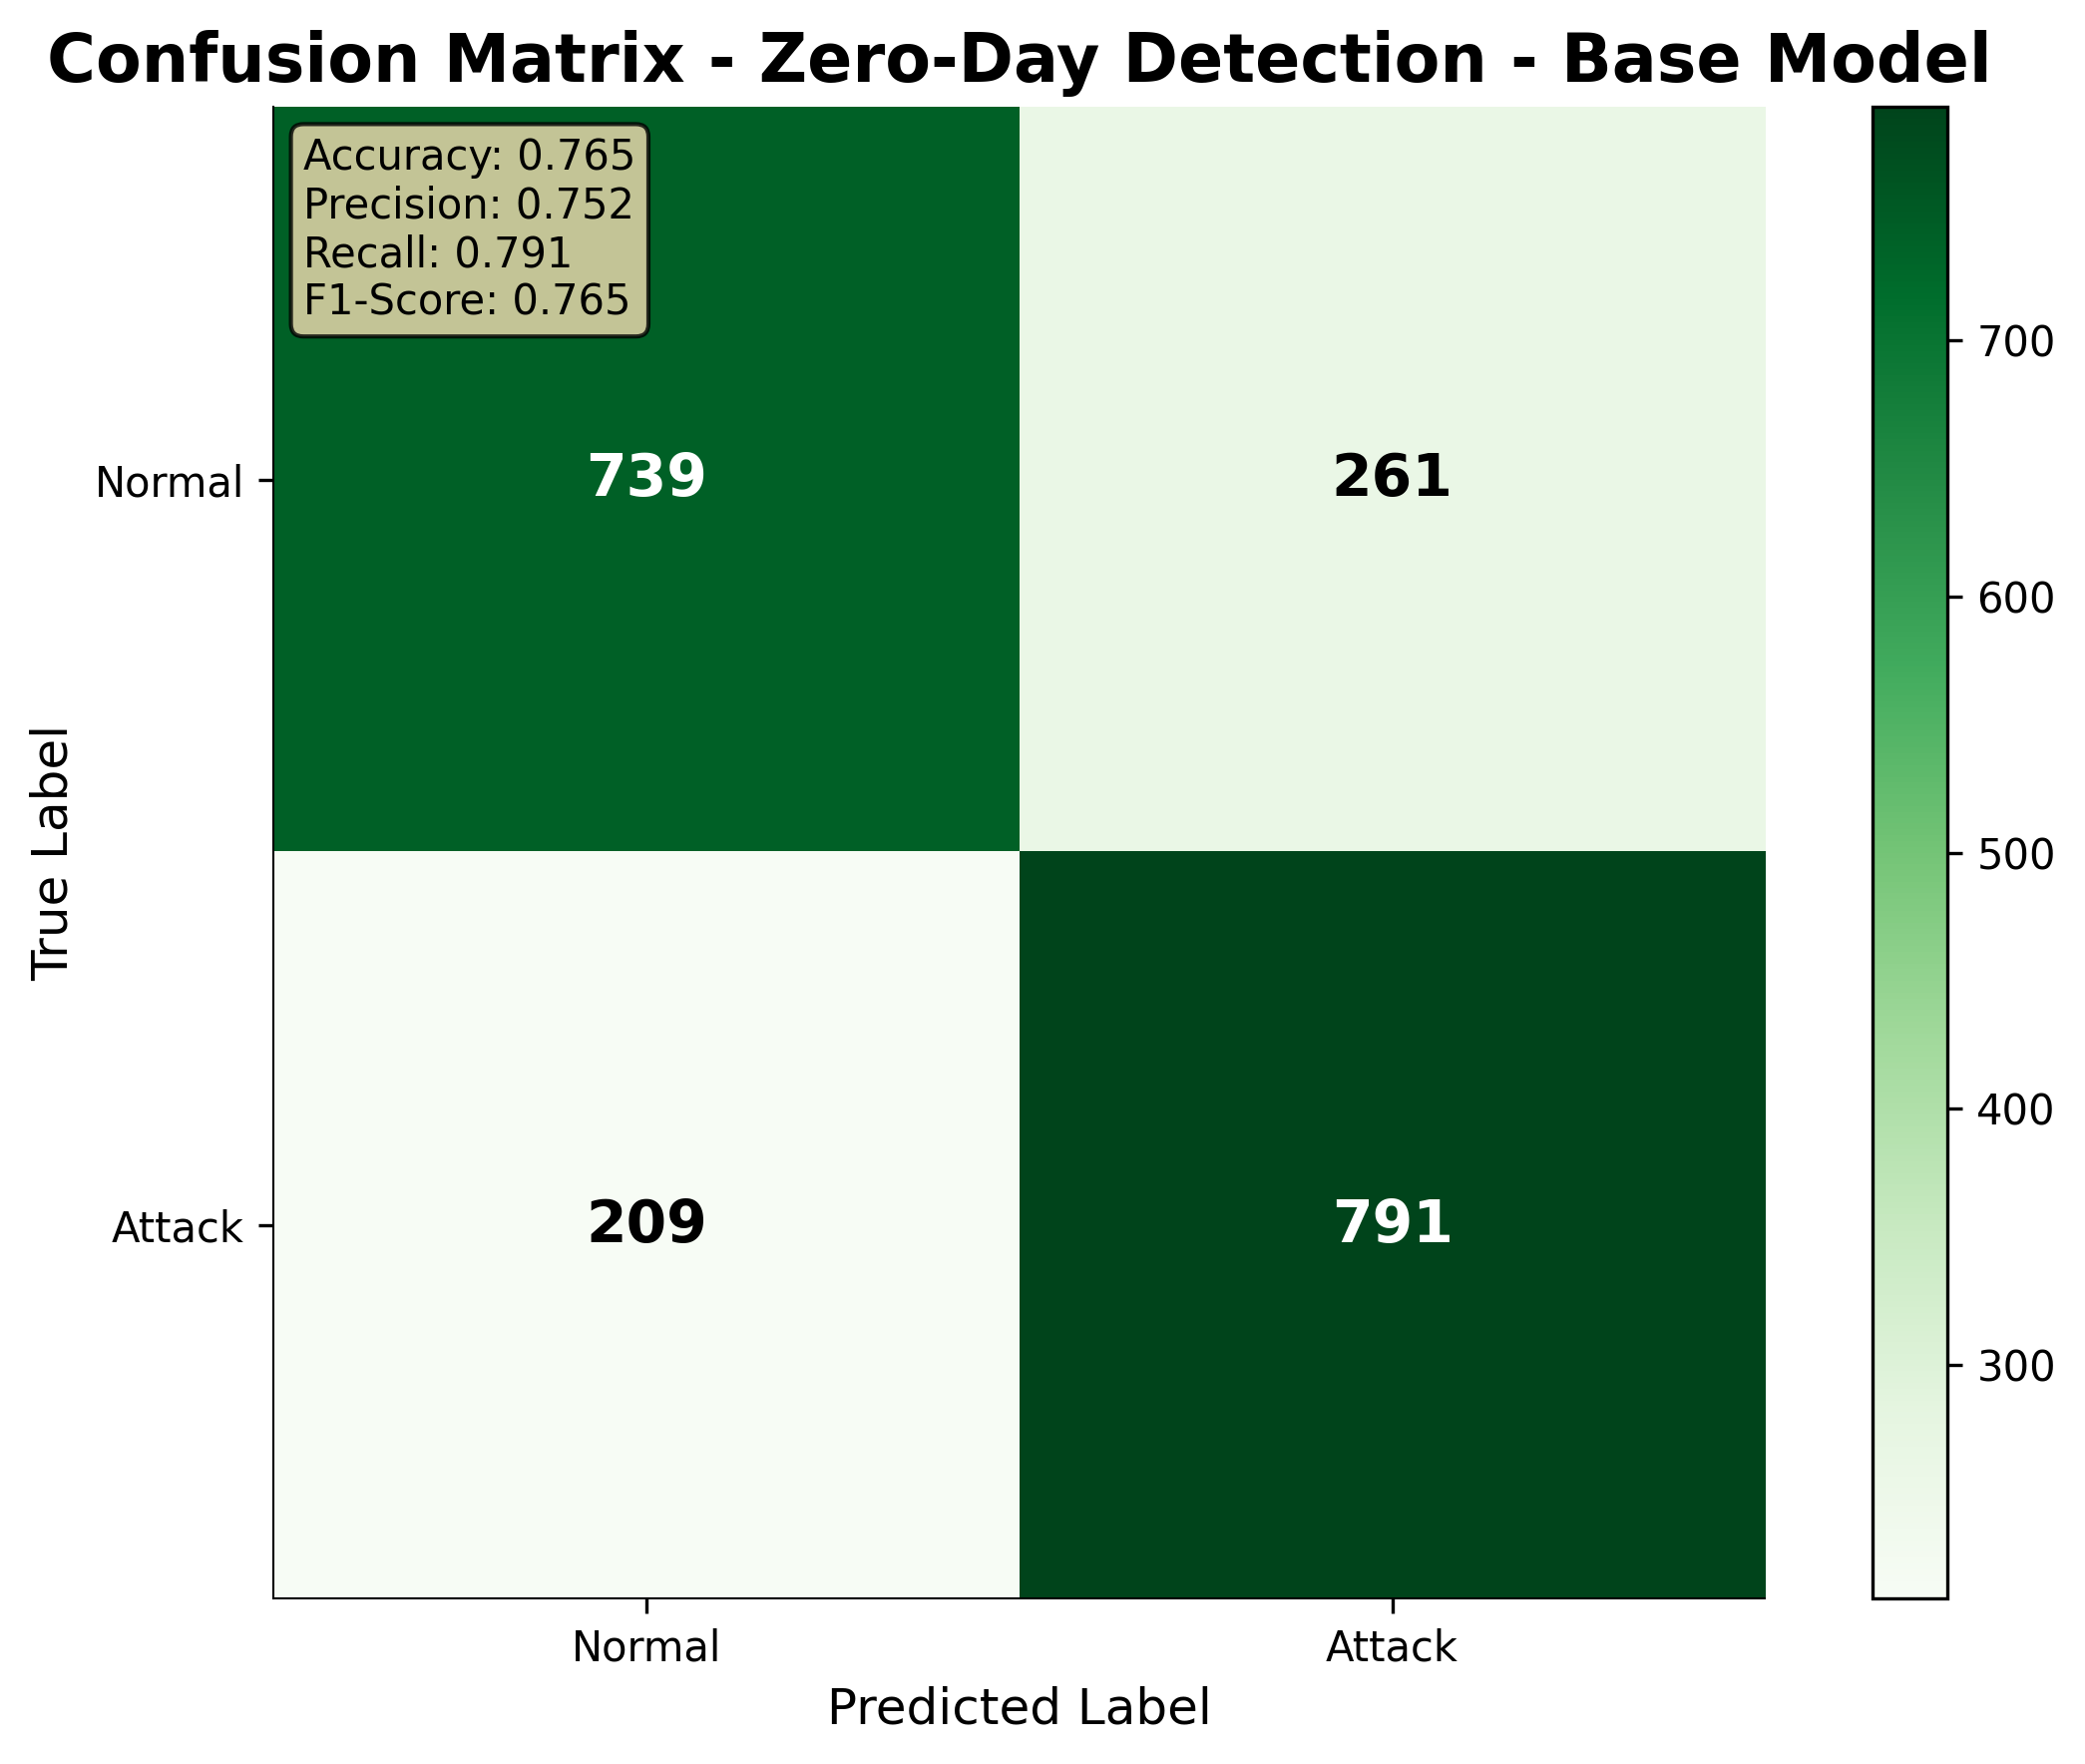 Confusion Matrix - Zero-Day Detection - Base Model
Accuracy: 0.765
Precision: 0.752
Recall: 0.791
F1-Score: 0.765
Normal
739
261
Attack
209
791
Normal
Attack
Predicted Label
True Label
700
600
500
400
300